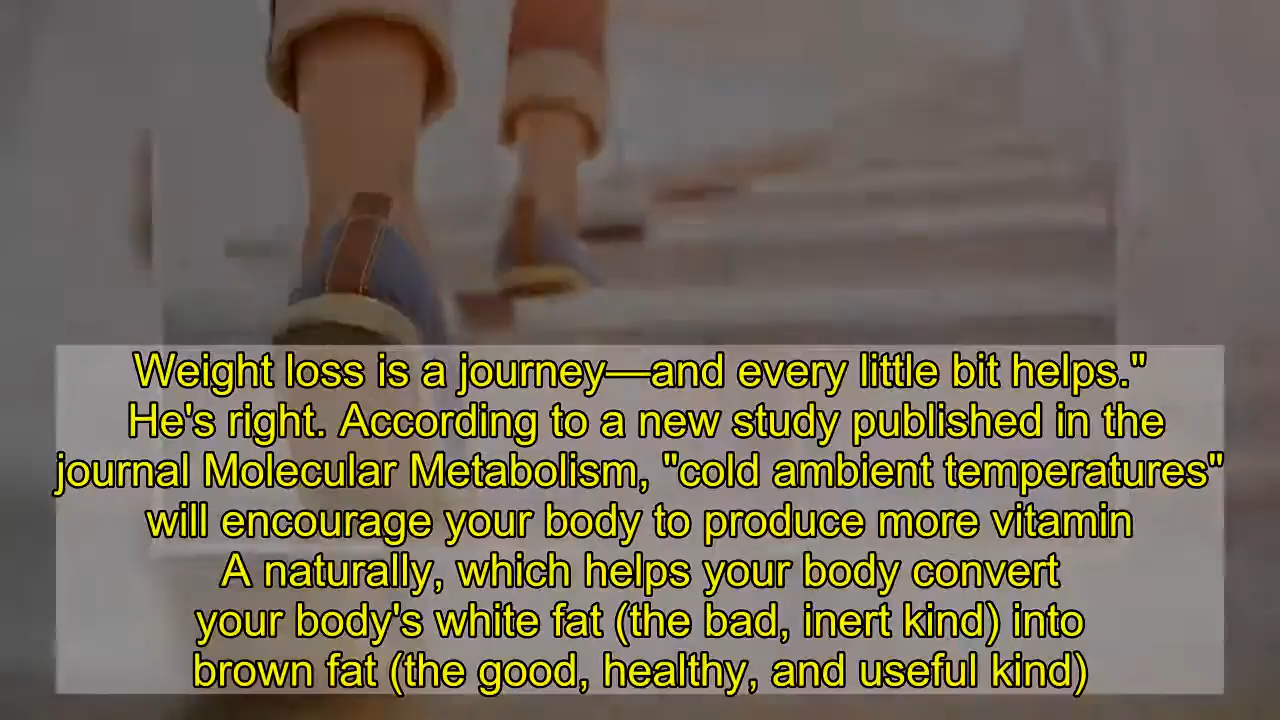 Weight loss is a journey—and every little bit helps."
He's right. According to a new study published in the
journal Molecular Metabolism, "cold ambient temperatures"
will encourage your body to produce more vitamin
A naturally, which helps your body convert
your body's white fat (the bad, inert kind) into
brown fat (the good, healthy, and useful kind)